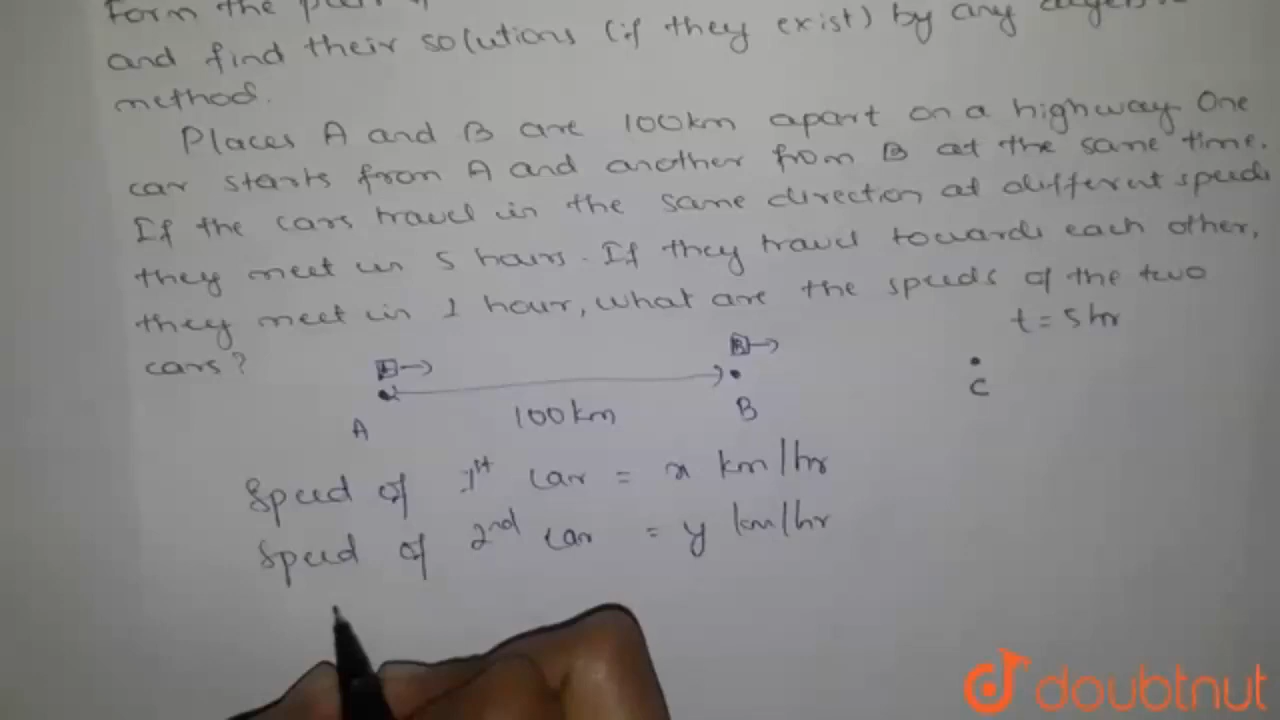 Form the
and find their solutions (if they exist) by any
method.
Places A and B are 100km apart on a highway. One
car starts from A and another from B at the same time.
If the cars travel in the same direction at different speeds
they meet in 5 hours. If they travel towards each other,
they meet in 1 hour, what are the speeds of the two
cars?
t = 5 hr
A B C
100 km
Speed of 1st car = x km/hr
Speed of 2nd car = y km/hr
doubtnut